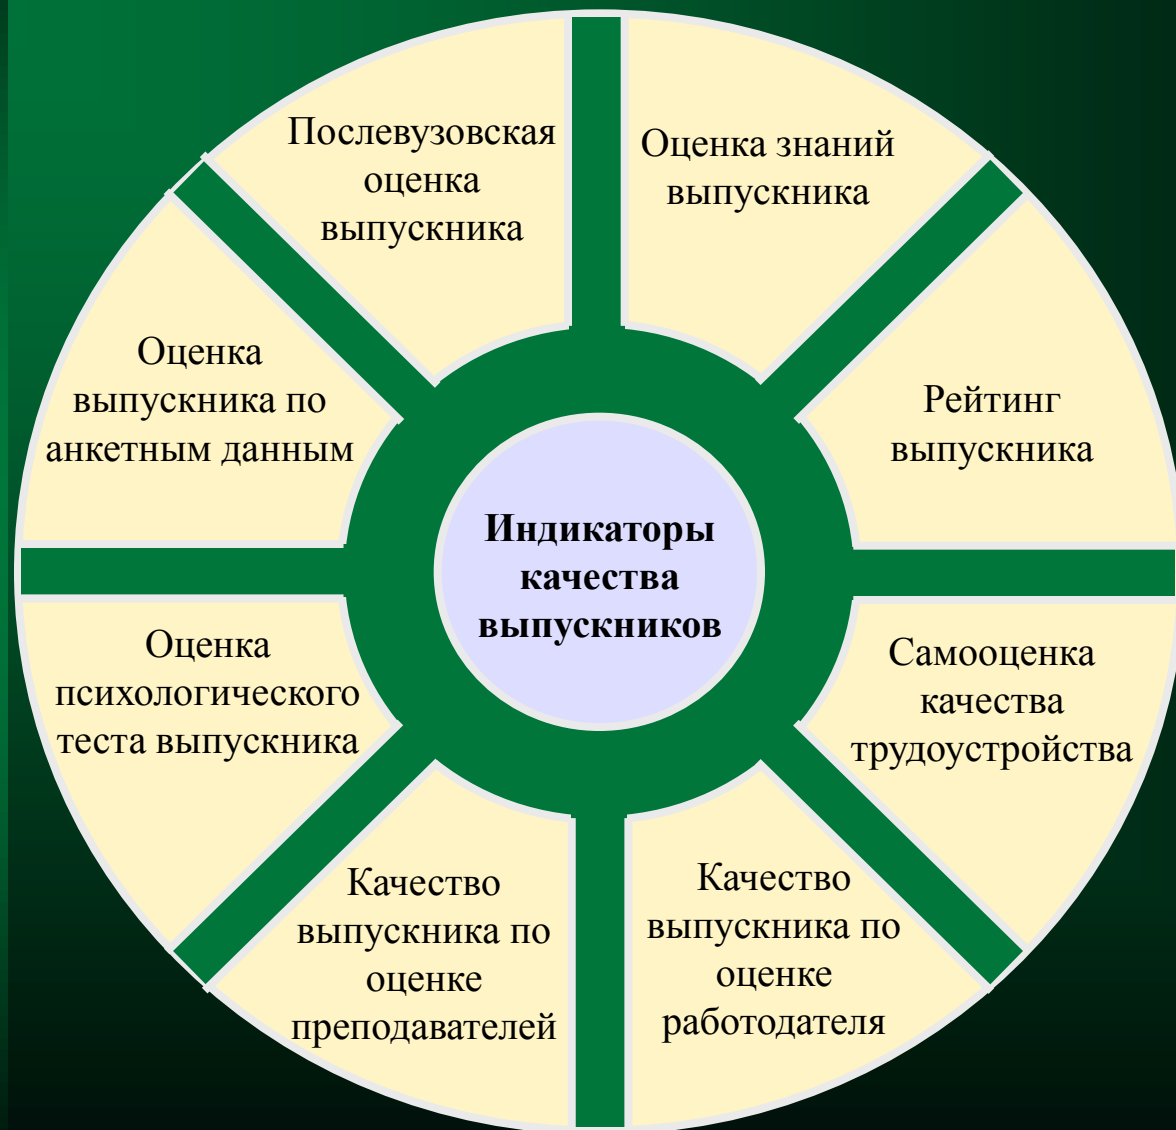 Послевузовская
оценка
выпускника
Оценка знаний
выпускника
Оценка
выпускника по
анкетным данным
Рейтинг
выпускника
Индикаторы
качества
выпускников
Оценка
психологического
теста выпускника
Самооценка
качества
трудоустройства
Качество
выпускника по
оценке
преподавателей
Качество
выпускника по
оценке
работодателя